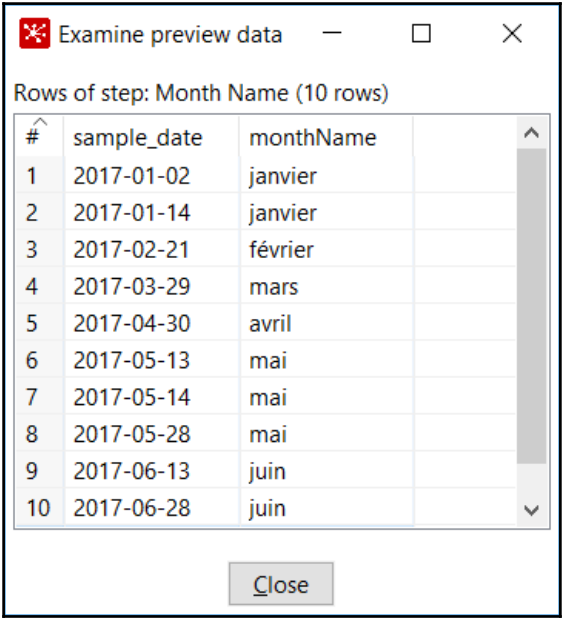 Examine preview data
Rows of step: Month Name (10 rows)
# sample_date monthName
1 2017-01-02 janvier
2 2017-01-14 janvier
3 2017-02-21 février
4 2017-03-29 mars
5 2017-04-30 avril
6 2017-05-13 mai
7 2017-05-14 mai
8 2017-05-28 mai
9 2017-06-13 juin
10 2017-06-28 juin
Close